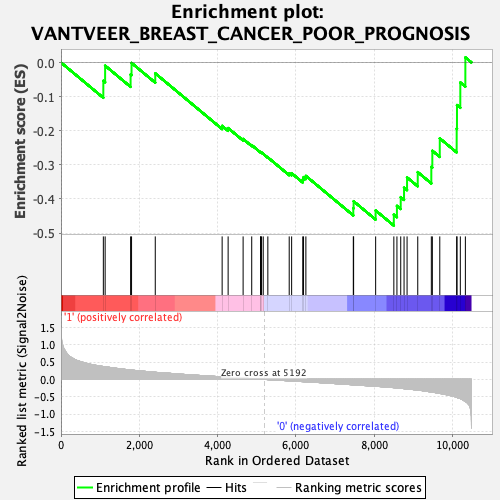 Enrichment plot:
VANTVEER_BREAST_CANCER_POOR_PROGNOSIS
Enrichment score (ES)
0.0
-0.1
-0.2
-0.3
-0.4
-0.5
'1' (positively correlated)
Ranked list metric (Signal2Noise)
1.5
1.0
0.5
0.0
-0.5
-1.0
-1.5
Zero cross at 5192
'0' (negatively correlated)
0
2,000
4,000
6,000
8,000
10,000
Rank in Ordered Dataset
Enrichment profile
Hits
Ranking metric scores